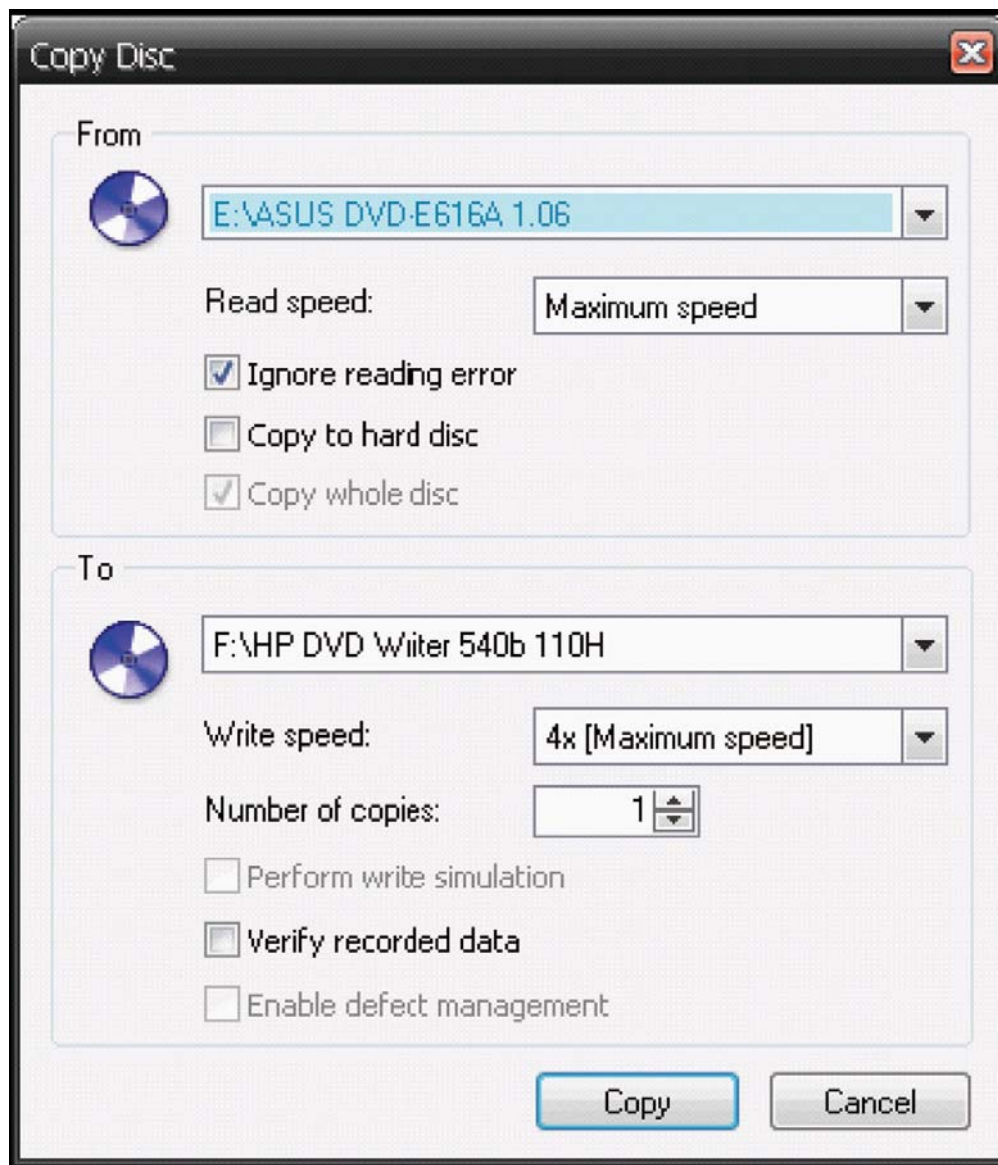 Copy Disc
From
E:\ASUS DVD-E616A 1.06
Read speed: Maximum speed
Ignore reading error
Copy to hard disc
Copy whole disc
To
F:\HP DVD Wiiter 540b 110H
Write speed: 4x [Maximum speed]
Number of copies: 1
Perform write simulation
Verify recorded data
Enable defect management
Copy Cancel